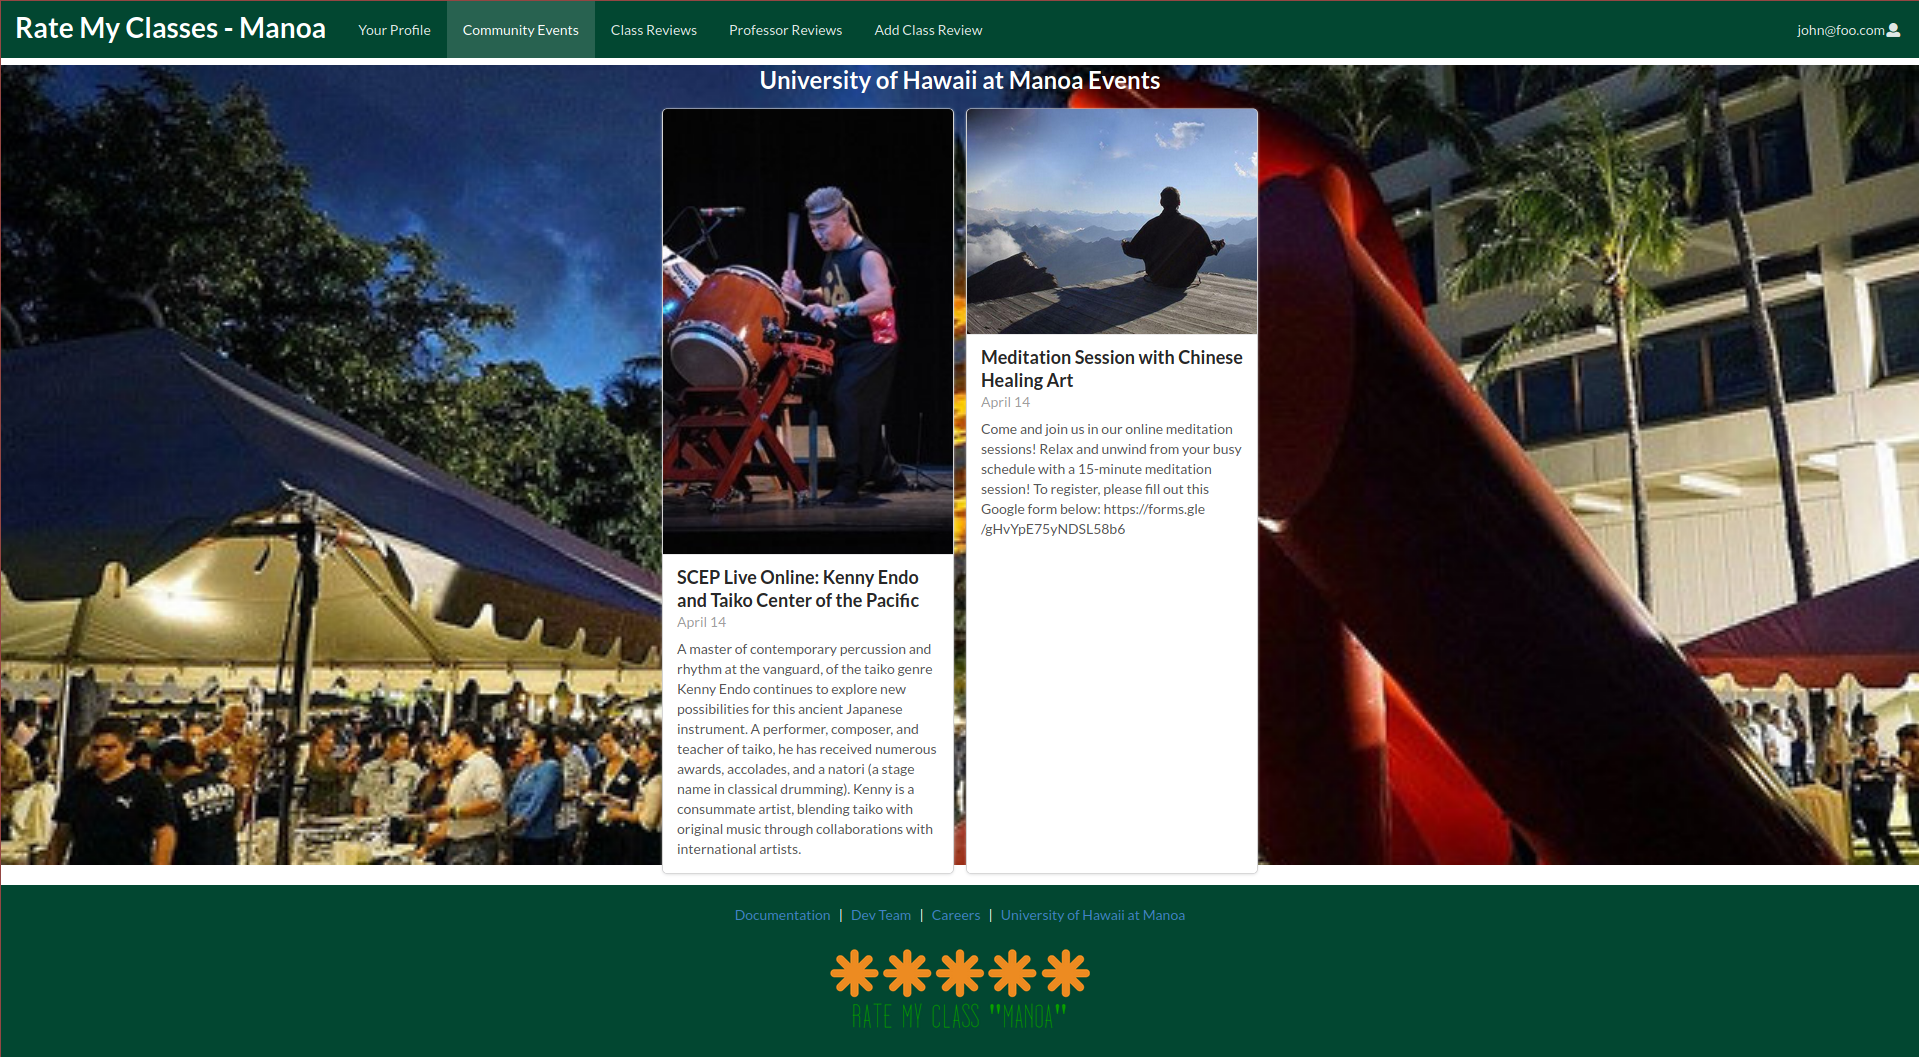 Rate My Classes - Manoa
Your Profile
Community Events
Class Reviews
Professor Reviews
Add Class Review
john@foo.com
University of Hawaii at Manoa Events
SCEP Live Online: Kenny Endo
and Taiko Center of the Pacific
April 14
A master of contemporary percussion and
rhythm at the vanguard, of the taiko genre
Kenny Endo continues to explore new
possibilities for this ancient Japanese
instrument. A performer, composer, and
teacher of taiko, he has received numerous
awards, accolades, and a natori (a stage
name in classical drumming). Kenny is a
consummate artist, blending taiko with
original music through collaborations with
international artists.
Meditation Session with Chinese
Healing Art
April 14
Come and join us in our online meditation
sessions! Relax and unwind from your busy
schedule with a 15-minute meditation
session! To register, please fill out this
Google form below: https://forms.gle
/gHvYpE75yNDSL58b6
Documentation | Dev Team | Careers | University of Hawaii at Manoa
RATE MY CLASS "MANOA"